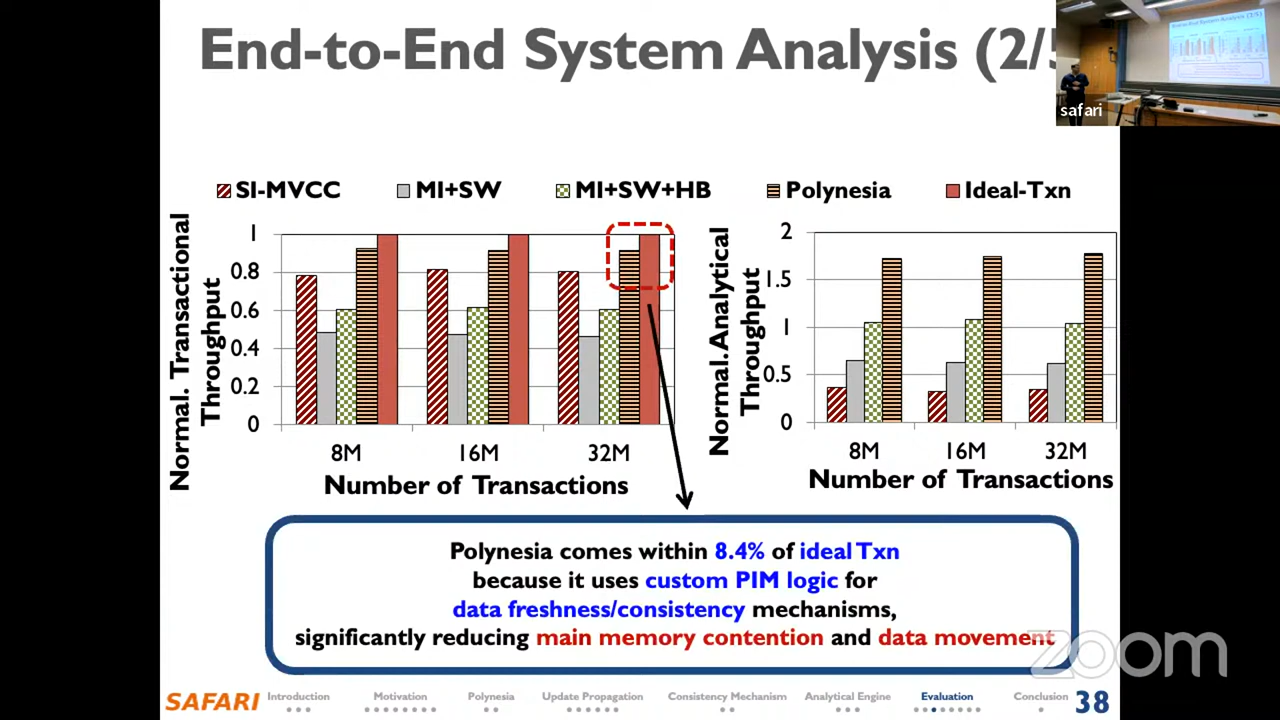 End-to-End System Analysis (2/5
safari
SI-MVCC
MI+SW
MI+SW+HB
Polynesia
Ideal-Txn
Normal. Transactional
Throughput
1
0.8
0.6
0.4
0.2
0
8M
16M
32M
Number of Transactions
Normal.Analytical
Throughput
2
1.5
1
0.5
0
8M
16M
32M
Number of Transactions
Polynesia comes within 8.4% of ideal Txn
because it uses custom PIM logic for
data freshness/consistency mechanisms,
significantly reducing main memory contention and data movement
zoom
SAFARI
Introduction
Motivation
Polynesia
Update Propagation
Consistency Mechanism
Analytical Engine
Evaluation
Conclusion
38